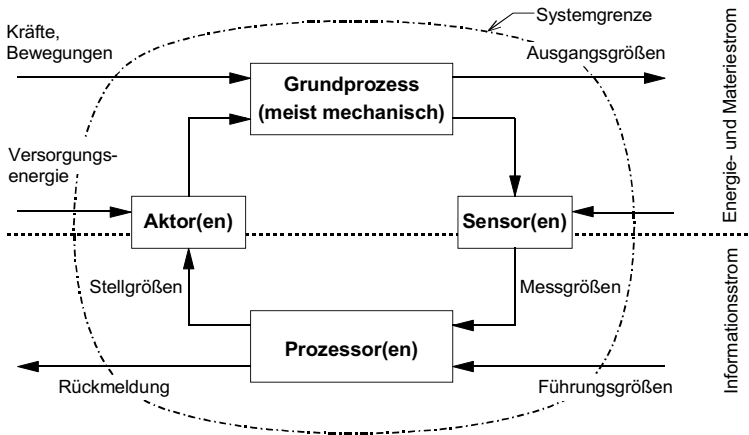 Systemgrenze
Kräfte,
Bewegungen
Ausgangsgrößen
Grundprozess
(meist mechanisch)
Energie- und Materiestrom
Versorgungs-
energie
Aktor(en)
Sensor(en)
Stellgrößen
Messgrößen
Prozessor(en)
Rückmeldung
Führungsgrößen
Informationsstrom